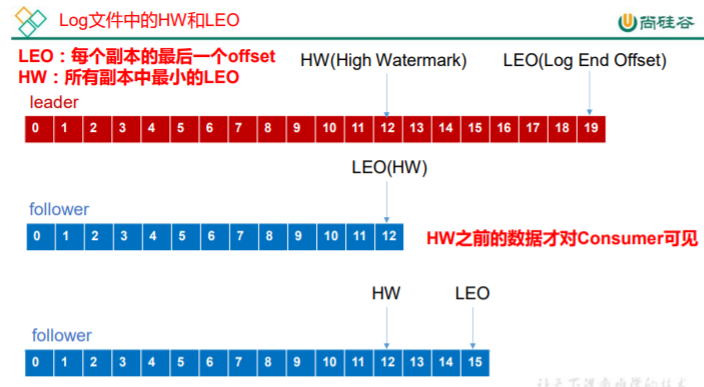 Log文件中的HW和LEO
尚硅谷
LEO：每个副本的最后一个offset
HW：所有副本中最小的LEO
HW(High Watermark)
LEO(Log End Offset)
leader
0 1 2 3 4 5 6 7 8 9 10 11 12 13 14 15 16 17 18 19
LEO(HW)
follower
0 1 2 3 4 5 6 7 8 9 10 11 12
HW之前的数据才对Consumer可见
HW
LEO
follower
0 1 2 3 4 5 6 7 8 9 10 11 12 13 14 15